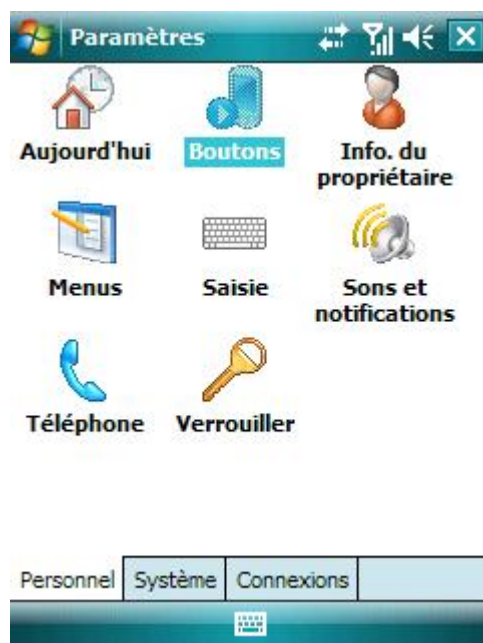 Paramètres
Aujourd'hui
Boutons
Info. du
propriétaire
Menus
Saisie
Sons et
notifications
Téléphone
Verrouiller
Personnel Système Connexions